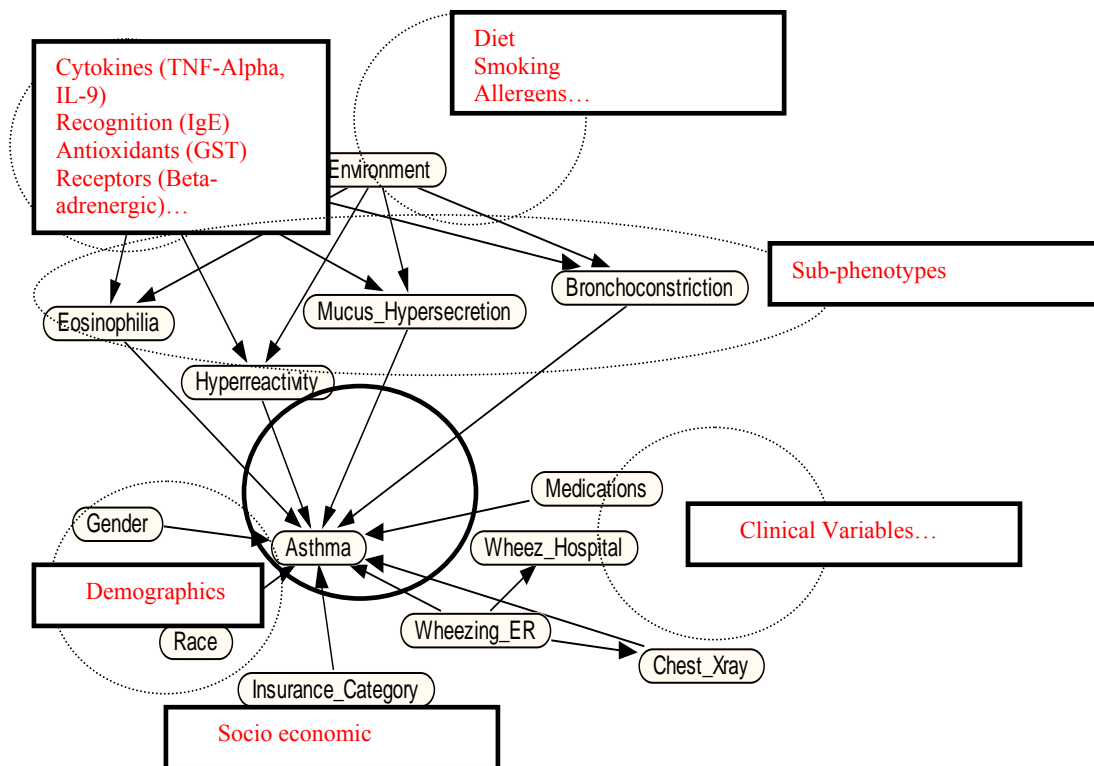 Diet
Smoking
Allergens…
Cytokines (TNF-Alpha,
IL-9)
Recognition (IgE)
Antioxidants (GST)
Receptors (Beta-
adrenergic)…
Environment
Sub-phenotypes
Bronchoconstriction
Mucus_Hypersecretion
Eosinophilia
Hyperreactivity
Medications
Gender
Asthma
Wheez_Hospital
Clinical Variables…
Demographics
Wheezing_ER
Race
Chest_Xray
Insurance_Category
Socio economic